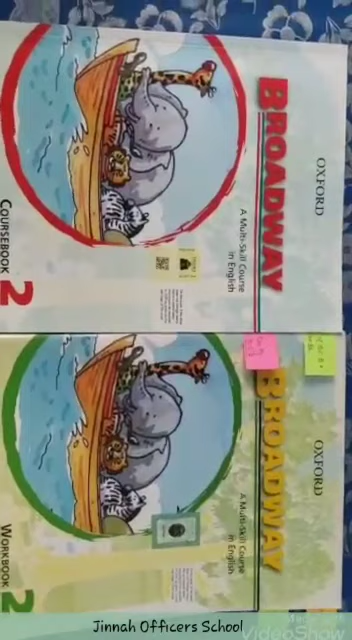 OXFORD
BROADWAY
A Multi-Skill Course
in English
COURSEBOOK 2
OXFORD
BROADWAY
A Multi-Skill Course
in English
WORKBOOK 2
Jinnah Officers School
VideoShow